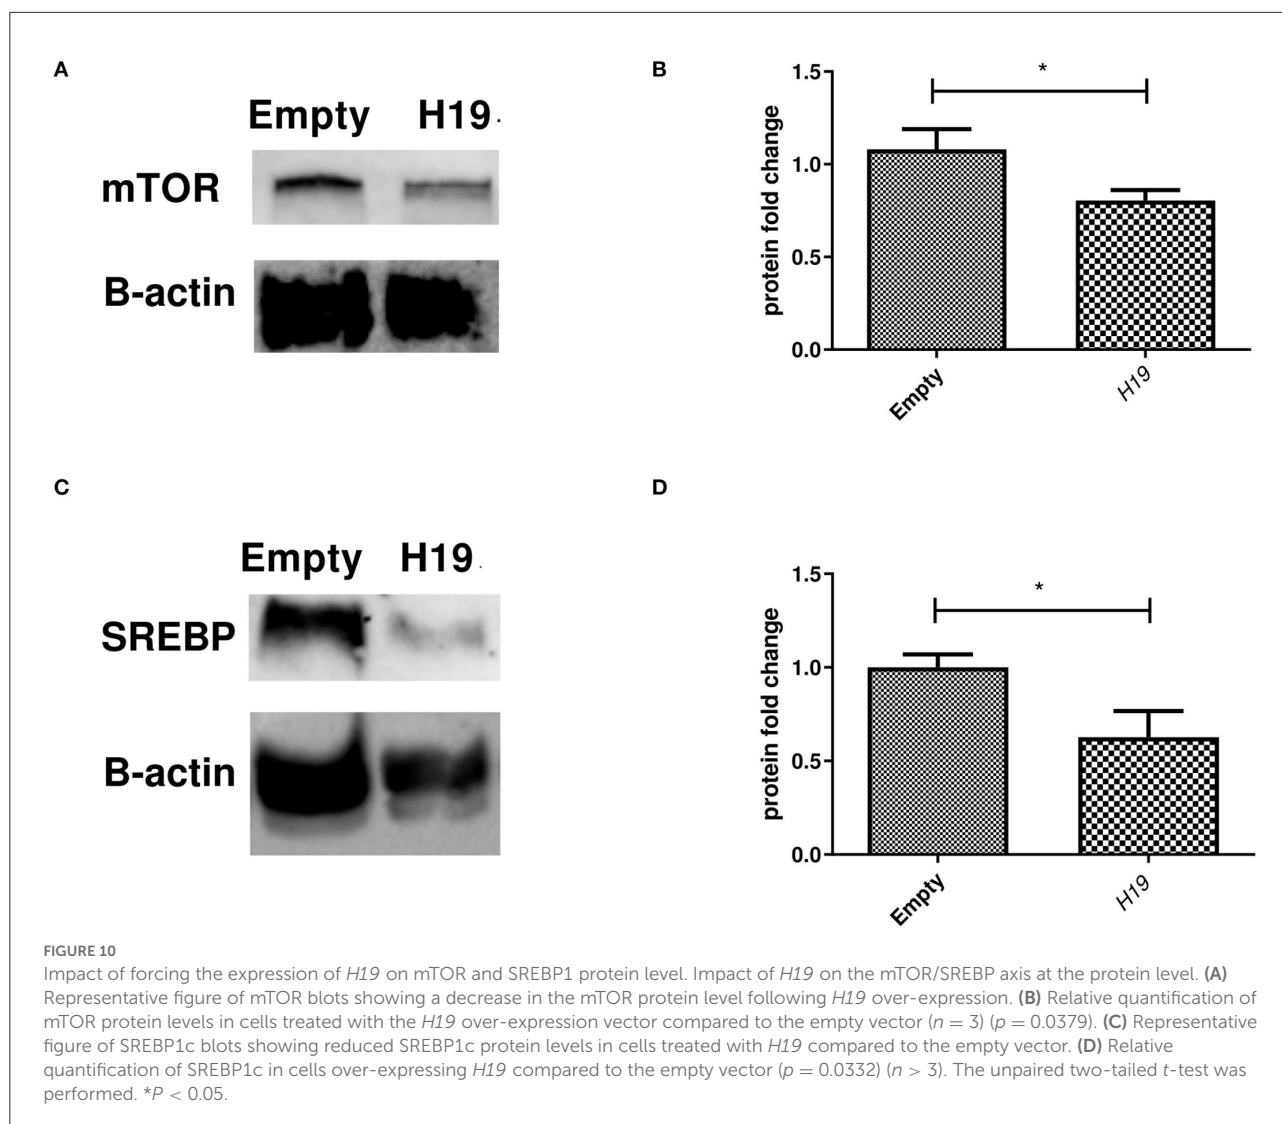 A
Empty H19
mTOR
B-actin
B
1.5
1.0
0.5
0.0
protein fold change
*
Empty
H19
C
Empty H19
SREBP
B-actin
D
1.5
1.0
0.5
0.0
protein fold change
*
Empty
H19
FIGURE 10
Impact of forcing the expression of H19 on mTOR and SREBP1 protein level. Impact of H19 on the mTOR/SREBP axis at the protein level. (A)
Representative figure of mTOR blots showing a decrease in the mTOR protein level following H19 over-expression. (B) Relative quantification of
mTOR protein levels in cells treated with the H19 over-expression vector compared to the empty vector (n = 3) (p = 0.0379). (C) Representative
figure of SREBP1c blots showing reduced SREBP1c protein levels in cells treated with H19 compared to the empty vector. (D) Relative
quantification of SREBP1c in cells over-expressing H19 compared to the empty vector (p = 0.0332) (n > 3). The unpaired two-tailed t-test was
performed. *P < 0.05.